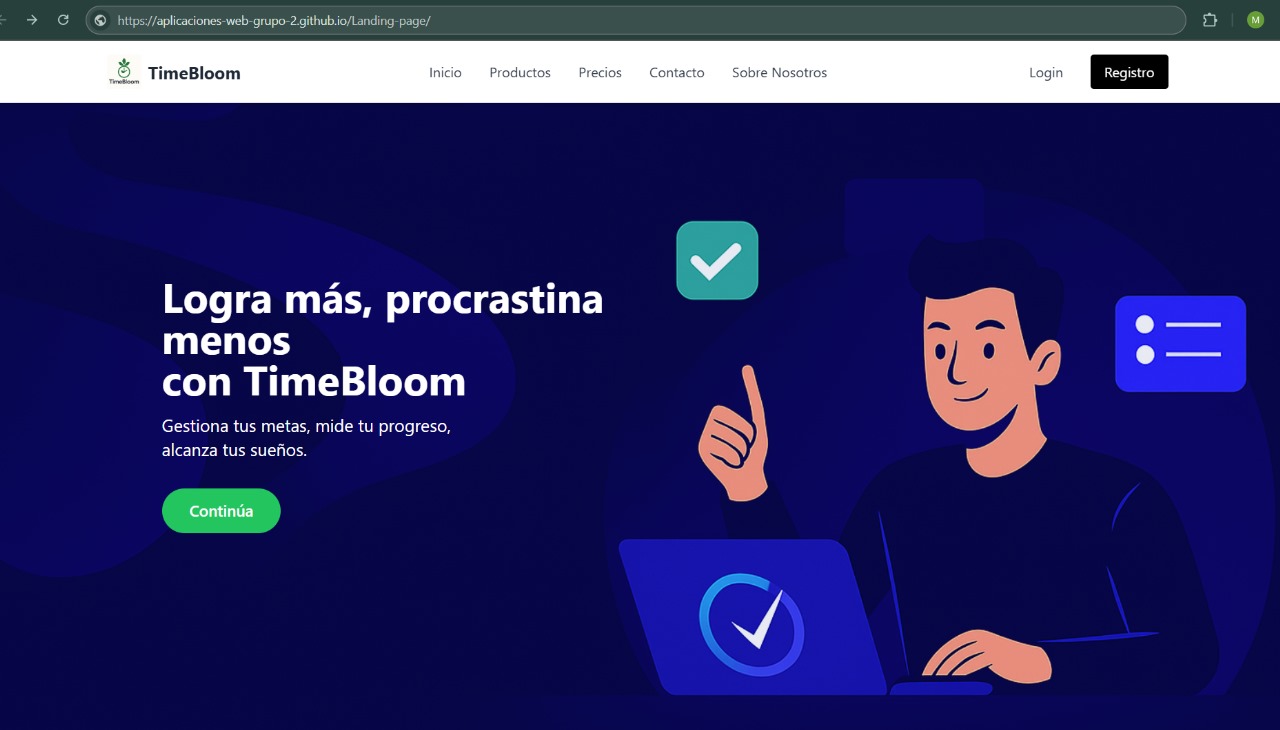 https://aplicaciones-web-grupo-2.github.io/Landing-page/
M
TimeBloom
TimeBloom
Inicio
Productos
Precios
Contacto
Sobre Nosotros
Login
Registro
Logra más, procrastina
menos
con TimeBloom
Gestiona tus metas, mide tu progreso,
alcanza tus sueños.
Continúa